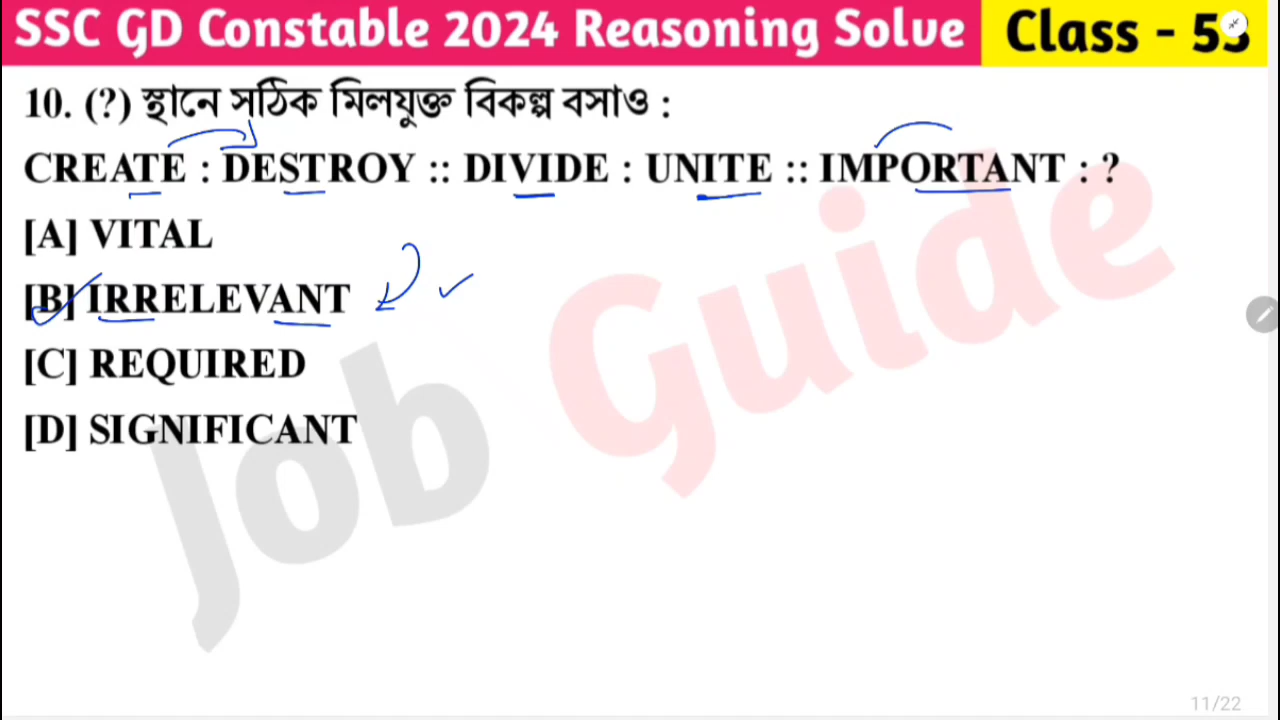 SSC GD Constable 2024 Reasoning Solve Class - 53
10. (?) স্থানে সঠিক মিলযুক্ত বিকল্প বসাও :
CREATE : DESTROY :: DIVIDE : UNITE :: IMPORTANT : ?
[A] VITAL
[B] IRRELEVANT
[C] REQUIRED
[D] SIGNIFICANT
Job Guide
11/22